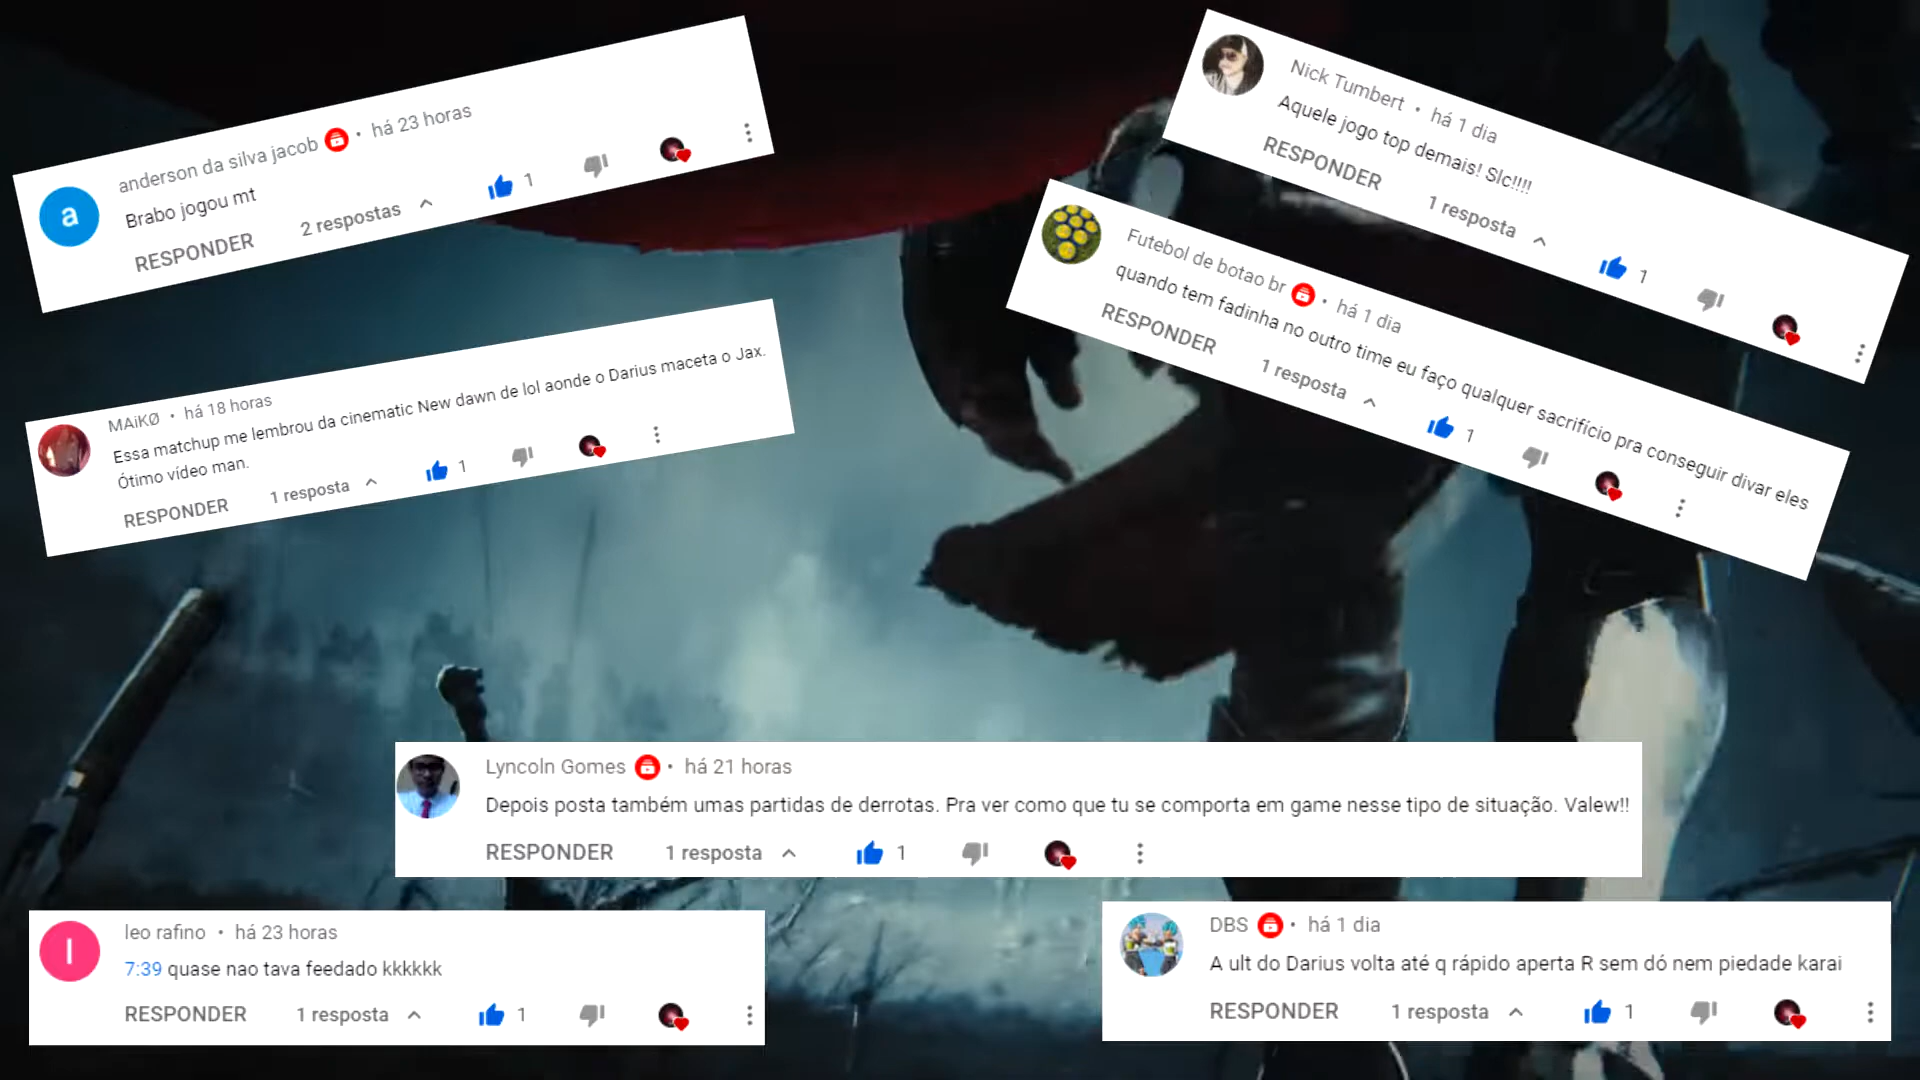 a
anderson da silva jacob • há 23 horas
Brabo jogou mt
RESPONDER 2 respostas 1
Nick Tumbert • há 1 dia
Aquele jogo top demais! Slc!!!!
RESPONDER 1 resposta 1
Futebol de botao br • há 1 dia
quando tem fadinha no outro time eu faço qualquer sacrifício pra conseguir divar eles
RESPONDER 1 resposta 1
MAiKØ • há 18 horas
Essa matchup me lembrou da cinematic New dawn de lol aonde o Darius maceta o Jax.
Ótimo vídeo man.
RESPONDER 1 resposta 1
Lyncoln Gomes • há 21 horas
Depois posta também umas partidas de derrotas. Pra ver como que tu se comporta em game nesse tipo de situação. Valew!!
RESPONDER 1 resposta 1
l
leo rafino • há 23 horas
7:39 quase nao tava feedado kkkkkk
RESPONDER 1 resposta 1
DBS • há 1 dia
A ult do Darius volta até q rápido aperta R sem dó nem piedade karai
RESPONDER 1 resposta 1